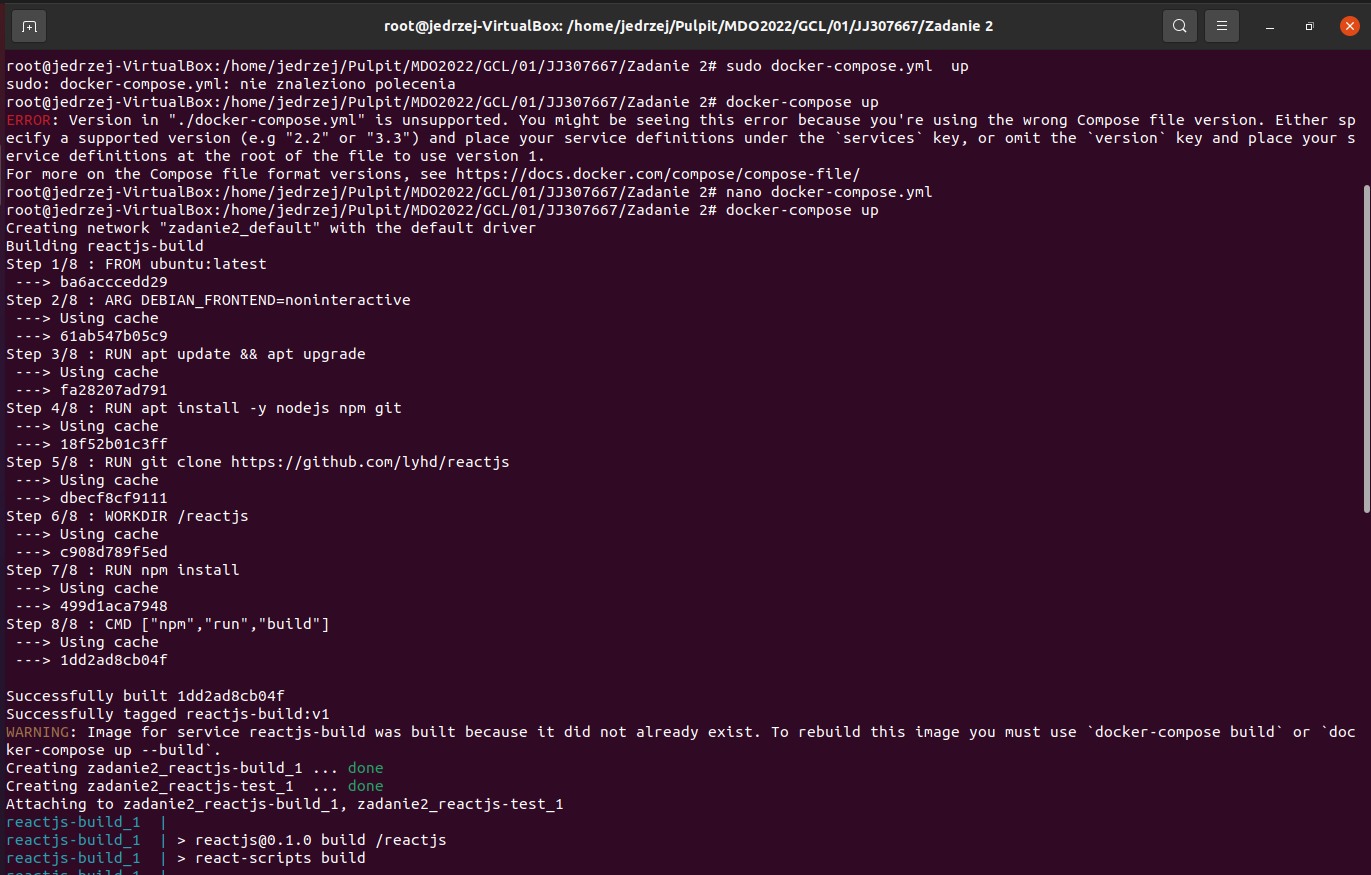 root@jedrzej-VirtualBox: /home/jedrzej/Pulpit/MDO2022/GCL/01/JJ307667/Zadanie 2
root@jedrzej-VirtualBox:/home/jedrzej/Pulpit/MDO2022/GCL/01/JJ307667/Zadanie 2# sudo docker-compose.yml  up
sudo: docker-compose.yml: nie znaleziono polecenia
root@jedrzej-VirtualBox:/home/jedrzej/Pulpit/MDO2022/GCL/01/JJ307667/Zadanie 2# docker-compose up
ERROR: Version in "./docker-compose.yml" is unsupported. You might be seeing this error because you're using the wrong Compose file version. Either sp
ecify a supported version (e.g "2.2" or "3.3") and place your service definitions under the `services` key, or omit the `version` key and place your s
ervice definitions at the root of the file to use version 1.
For more on the Compose file format versions, see https://docs.docker.com/compose/compose-file/
root@jedrzej-VirtualBox:/home/jedrzej/Pulpit/MDO2022/GCL/01/JJ307667/Zadanie 2# nano docker-compose.yml
root@jedrzej-VirtualBox:/home/jedrzej/Pulpit/MDO2022/GCL/01/JJ307667/Zadanie 2# docker-compose up
Creating network "zadanie2_default" with the default driver
Building reactjs-build
Step 1/8 : FROM ubuntu:latest
 ---> ba6acccedd29
Step 2/8 : ARG DEBIAN_FRONTEND=noninteractive
 ---> Using cache
 ---> 61ab547b05c9
Step 3/8 : RUN apt update && apt upgrade
 ---> Using cache
 ---> fa28207ad791
Step 4/8 : RUN apt install -y nodejs npm git
 ---> Using cache
 ---> 18f52b01c3ff
Step 5/8 : RUN git clone https://github.com/lyhd/reactjs
 ---> Using cache
 ---> dbecf8cf9111
Step 6/8 : WORKDIR /reactjs
 ---> Using cache
 ---> c908d789f5ed
Step 7/8 : RUN npm install
 ---> Using cache
 ---> 499d1aca7948
Step 8/8 : CMD ["npm","run","build"]
 ---> Using cache
 ---> 1dd2ad8cb04f
Successfully built 1dd2ad8cb04f
Successfully tagged reactjs-build:v1
WARNING: Image for service reactjs-build was built because it did not already exist. To rebuild this image you must use `docker-compose build` or `doc
ker-compose up --build`.
Creating zadanie2_reactjs-build_1 ... done
Creating zadanie2_reactjs-test_1  ... done
Attaching to zadanie2_reactjs-build_1, zadanie2_reactjs-test_1
reactjs-build_1  |
reactjs-build_1  | > reactjs@0.1.0 build /reactjs
reactjs-build_1  | > react-scripts build
reactjs-build_1  |